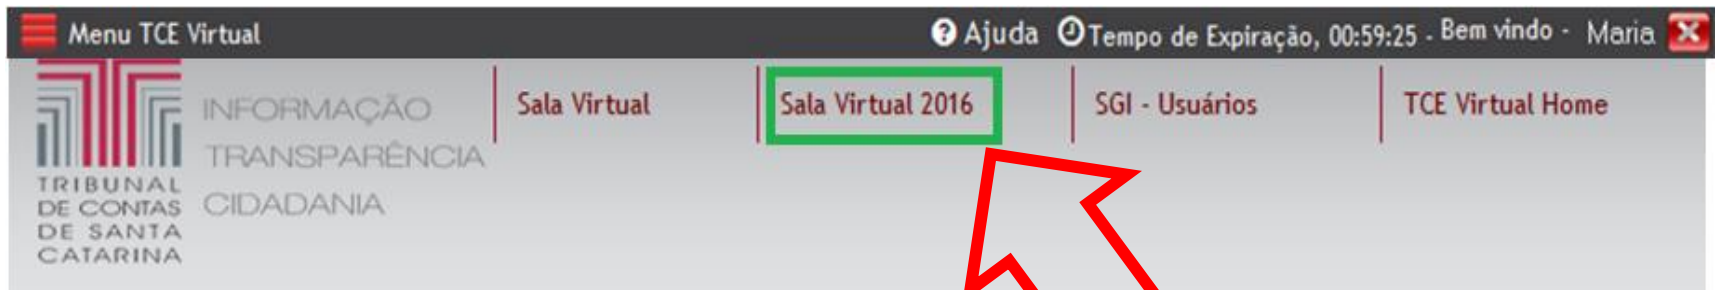 Menu TCE Virtual
? Ajuda Tempo de Expiração, 00:59:25 - Bem vindo - Maria X
INFORMAÇÃO
TRANSPARÊNCIA
CIDADANIA
TRIBUNAL
DE CONTAS
DE SANTA
CATARINA
Sala Virtual
Sala Virtual 2016
SGI - Usuários
TCE Virtual Home